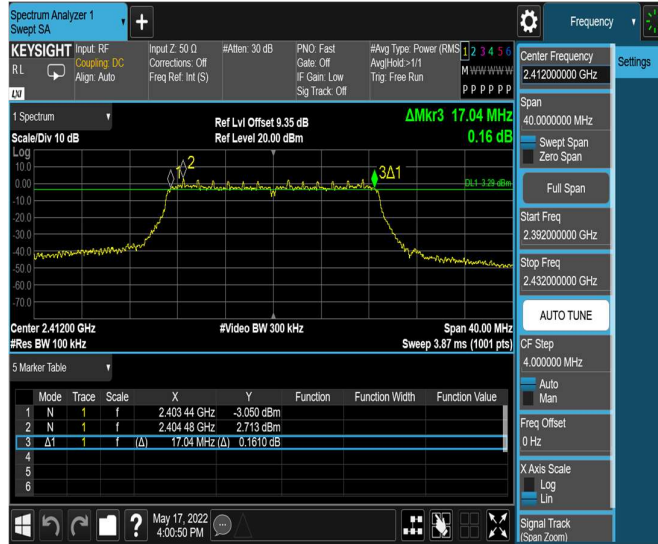 Spectrum Analyzer 1
Swept SA
+
Frequency
KEYSIGHT
RL
LXI
Input: RF
Coupling: DC
Align: Auto
Input Z: 50 Ω
Corrections: Off
Freq Ref: Int (S)
#Atten: 30 dB
PNO: Fast
Gate: Off
IF Gain: Low
Sig Track: Off
#Avg Type: Power (RMS
Avg|Hold:>1/1
Trig: Free Run
1 2 3 4 5 6
M W W W W W
P P P P P P
1 Spectrum
Scale/Div 10 dB
Ref Lvl Offset 9.35 dB
Ref Level 20.00 dBm
ΔMkr3 17.04 MHz
0.16 dB
Log
10.0
0.00
-10.0
-20.0
-30.0
-40.0
-50.0
-60.0
-70.0
1
2
3Δ1
DL1 -3.29 dBm
Center 2.41200 GHz
#Res BW 100 kHz
#Video BW 300 kHz
Span 40.00 MHz
Sweep 3.87 ms (1001 pts)
5 Marker Table
Mode Trace Scale X Y Function Function Width Function Value
1 N 1 f 2.403 44 GHz -3.050 dBm
2 N 1 f 2.404 48 GHz 2.713 dBm
3 Δ1 1 f (Δ) 17.04 MHz (Δ) 0.1610 dB
4
5
6
May 17, 2022
4:00:50 PM
Center Frequency
2.412000000 GHz
Settings
Span
40.0000000 MHz
Swept Span
Zero Span
Full Span
Start Freq
2.392000000 GHz
Stop Freq
2.432000000 GHz
AUTO TUNE
CF Step
4.000000 MHz
Auto
Man
Freq Offset
0 Hz
X Axis Scale
Log
Lin
Signal Track
(Span Zoom)